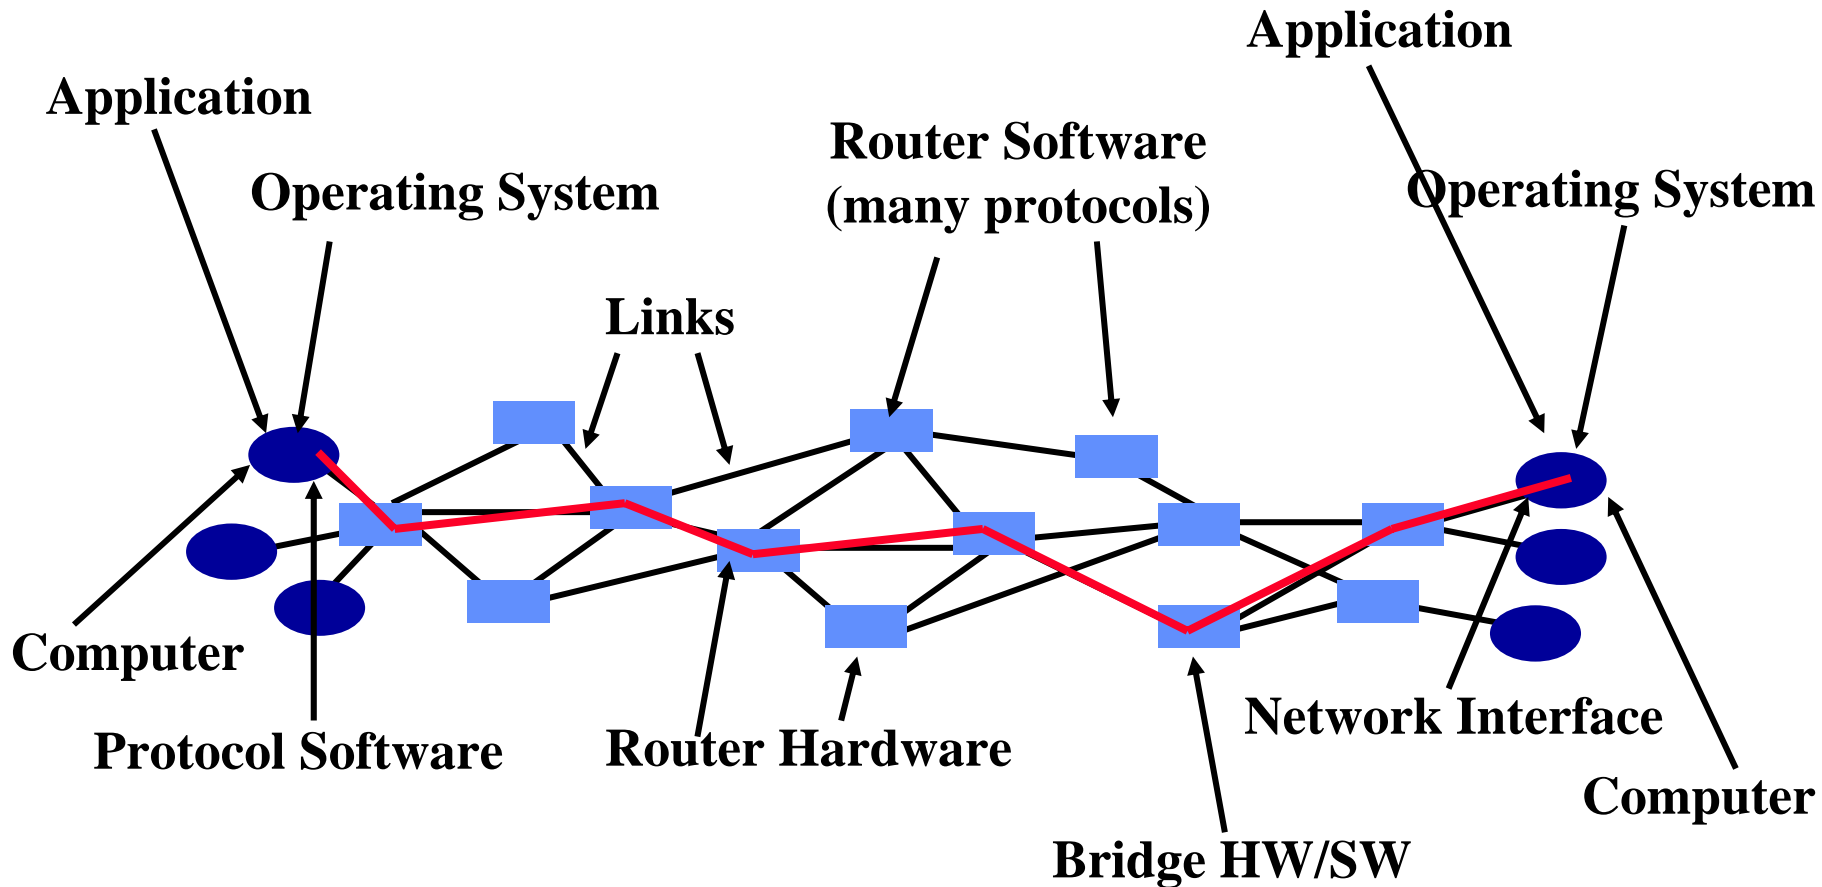 Application
Application
Router Software
(many protocols)
Operating System
Operating System
Links
Computer
Protocol Software
Router Hardware
Network Interface
Computer
Bridge HW/SW